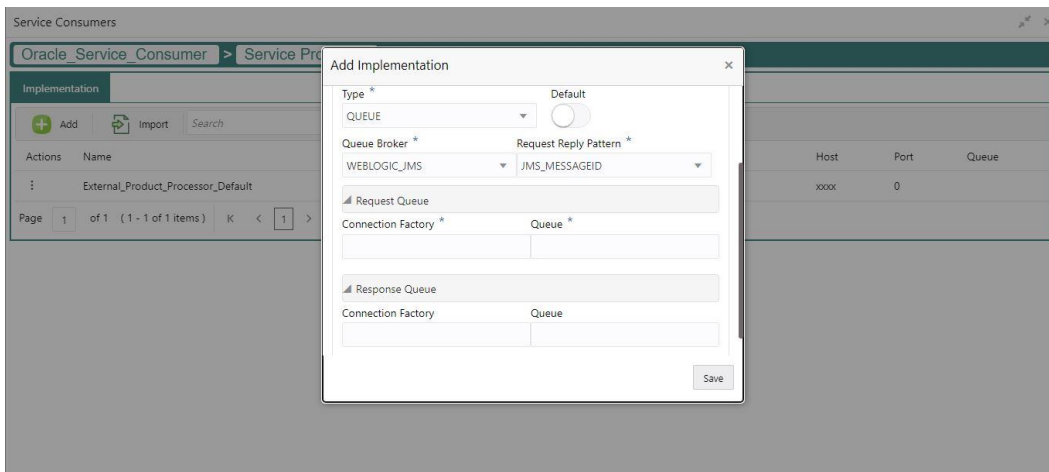 Service Consumers
Oracle_Service_Consumer > Service Pro
Implementation
Add Import Search
Actions Name Host Port Queue
External_Product_Processor_Default xxxx 0
Page 1 of 1 ( 1 - 1 of 1 items ) K < 1 >
Add Implementation ×
Type * Default
QUEUE
Queue Broker * Request Reply Pattern *
WEBLOGIC_JMS JMS_MESSAGEID
Request Queue
Connection Factory * Queue *
Response Queue
Connection Factory Queue
Save